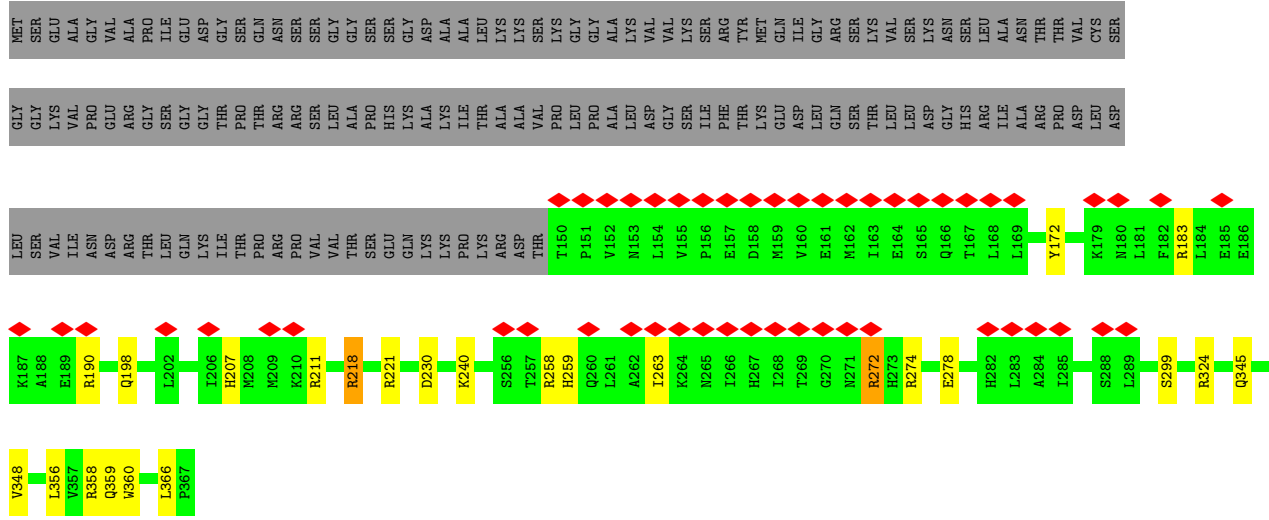 MET SER GLU ALA GLY VAL ALA PRO ILE GLU ASP GLY SER GLN ASN SER SER GLY GLY SER SER GLY ASP ALA ALA LEU LYS LYS SER LYS GLY GLY ALA LYS VAL VAL LYS SER ARG TYR MET GLN ILE GLY ARG SER LYS VAL SER LYS ASN SER LEU ALA ASN THR THR VAL CYS SER
GLY GLY LYS VAL PRO GLU ARG GLY SER GLY GLY THR PRO THR ARG ARG SER LEU ALA PRO HIS LYS ALA LYS ILE THR ALA ALA VAL PRO LEU PRO ALA LEU ASP GLY SER ILE PHE THR LYS GLU ASP LEU GLN SER THR LEU LEU ASP GLY HIS ARG ILE ALA ARG PRO ASP LEU ASP
LEU SER VAL ILE ASN ASP ARG THR LEU GLN LYS ILE THR PRO ARG PRO VAL VAL THR SER GLU GLN LYS LYS PRO LYS ARG ASP THR T150 P151 V152 N153 L154 V155 P156 E157 D158 M159 V160 E161 M162 I163 E164 S165 Q166 T167 L168 L169 Y172 K179 N180 L181 F182 R183 L184 E185 E186
K187 A188 E189 R190 Q198 L202 I206 H207 M208 M209 K210 R211 R218 R221 D230 K240 S256 T257 R258 H259 Q260 L261 A262 I263 K264 N265 I266 H267 I268 T269 G270 N271 R272 H273 R274 E278 H282 L283 A284 I285 S288 L289 S299 R324 Q345
V348 L356 V357 R358 Q359 W360 L366 P367